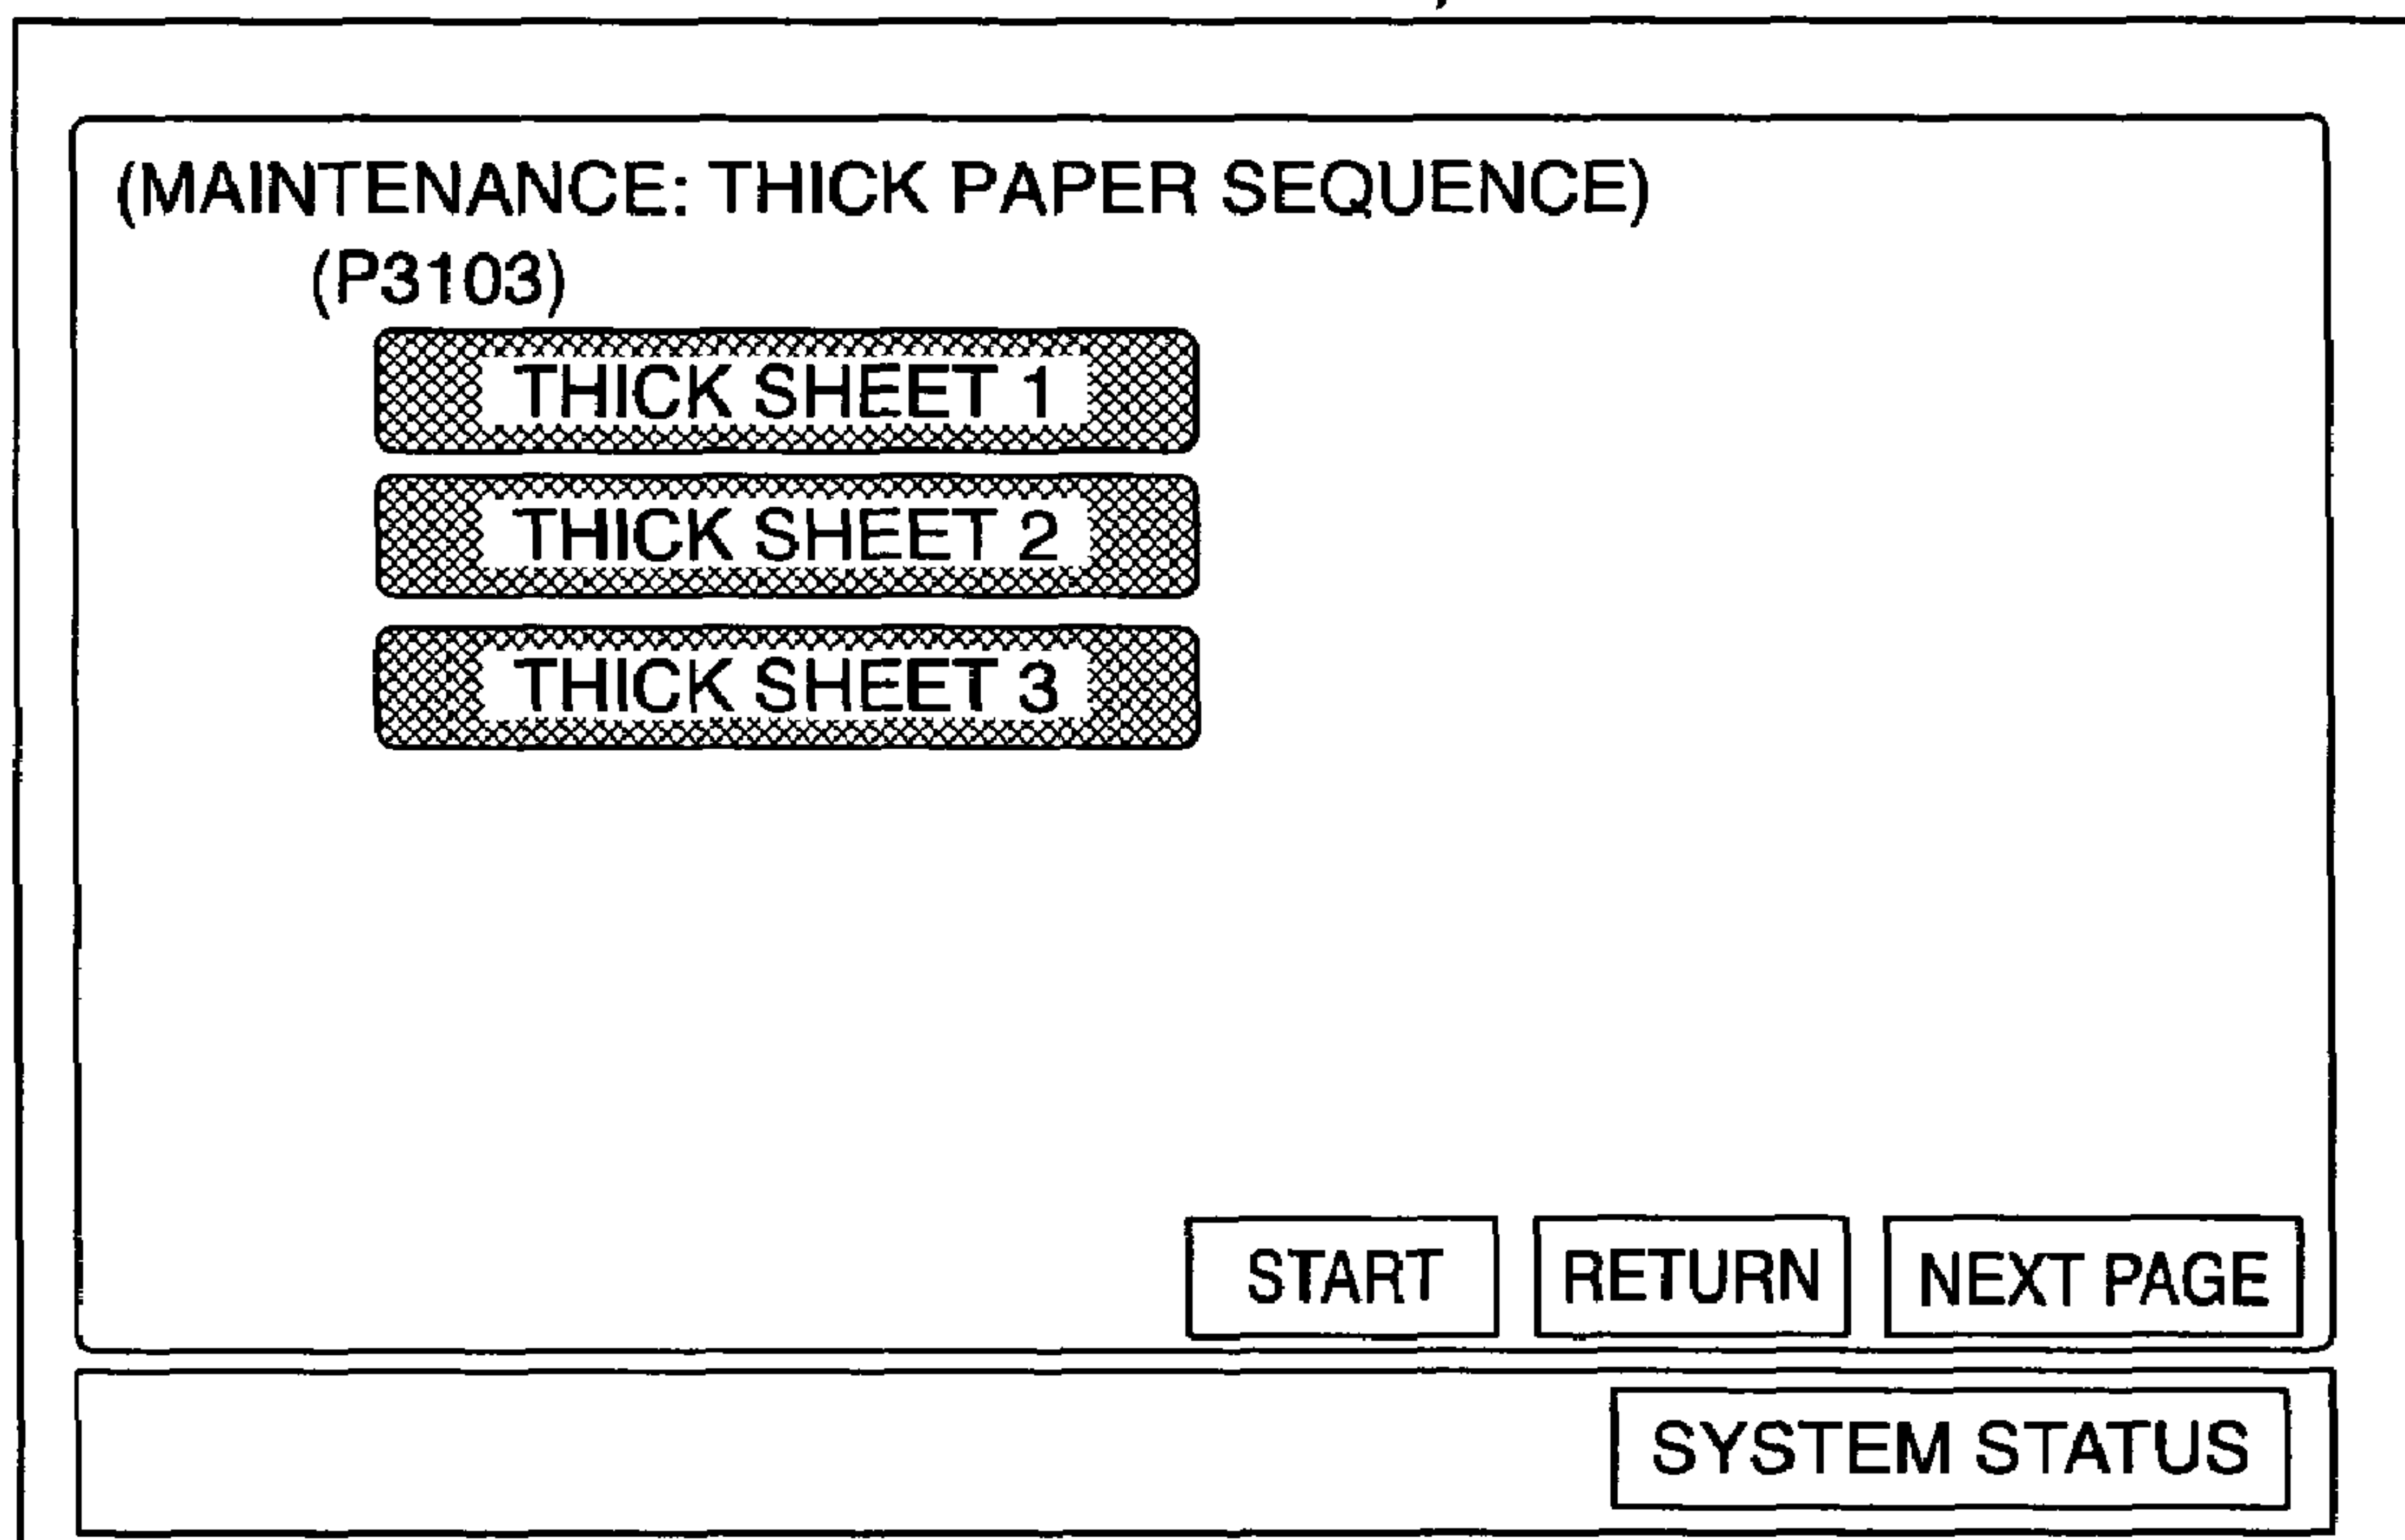 (MAINTENANCE: THICK PAPER SEQUENCE)
(P3103)
THICK SHEET 1
THICK SHEET 2
THICK SHEET 3
START RETURN NEXT PAGE
SYSTEM STATUS